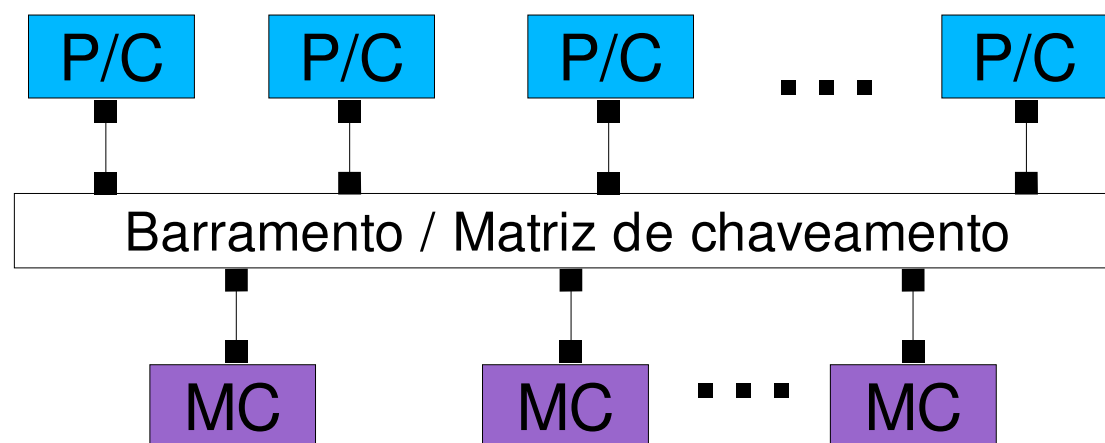 P/C P/C P/C ... P/C
Barramento / Matriz de chaveamento
MC MC ... MC